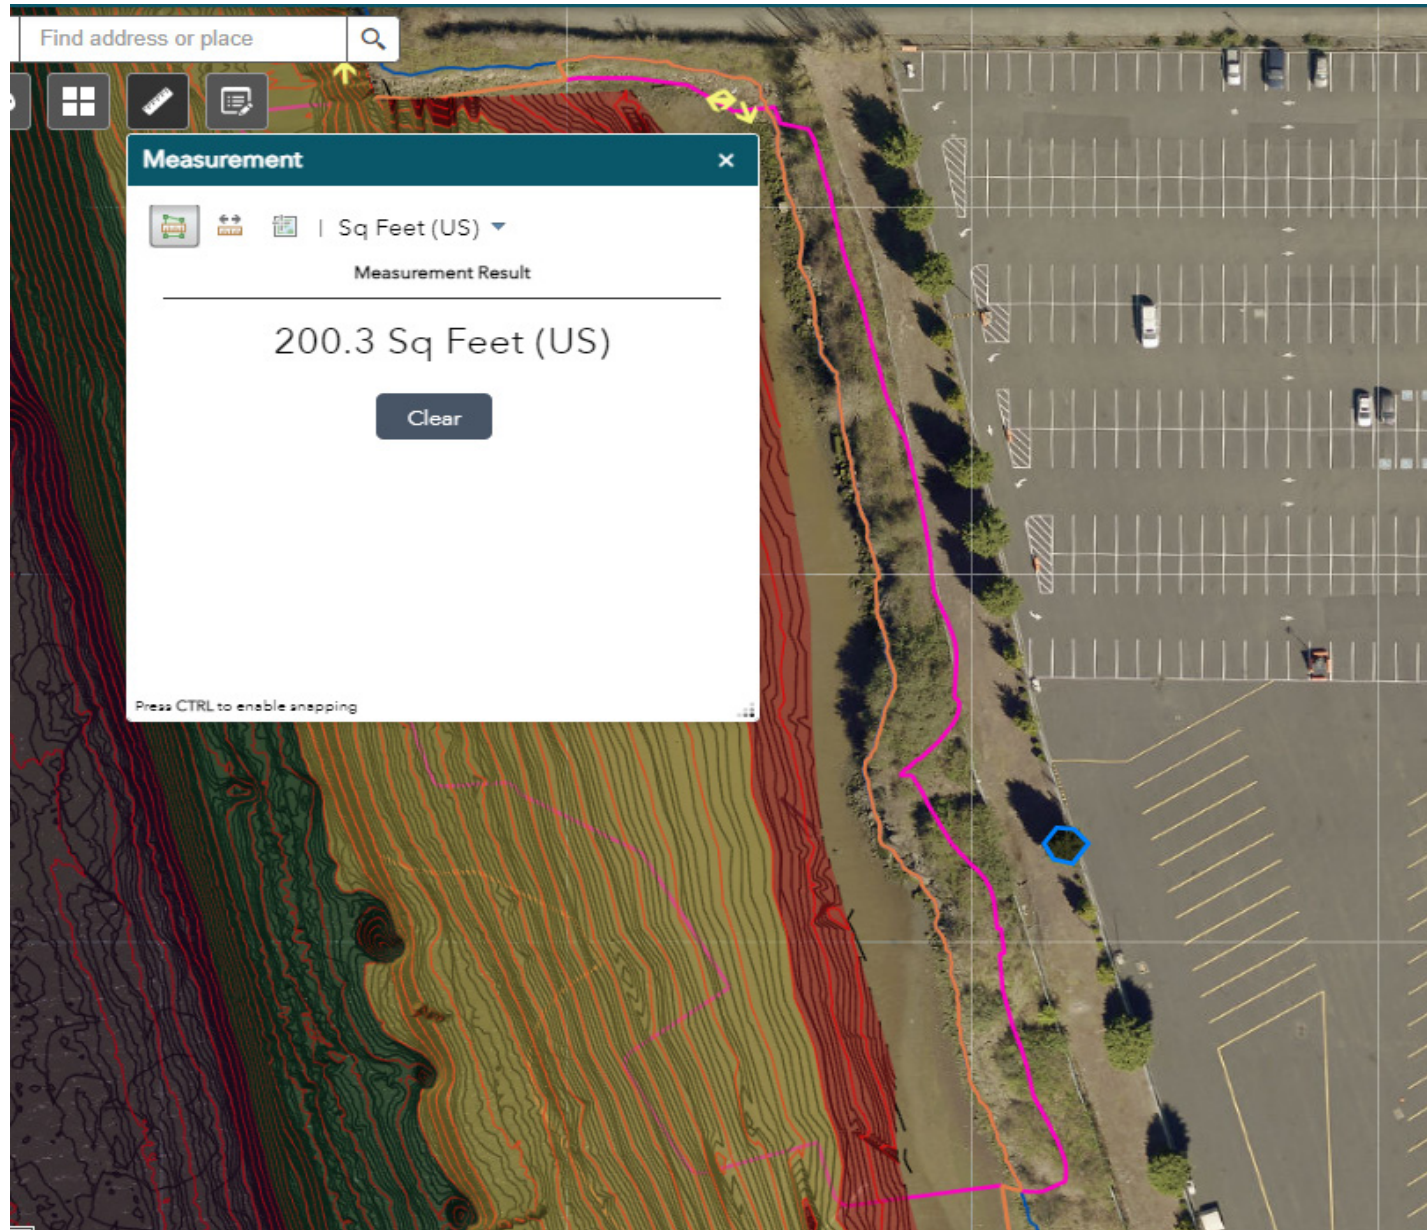 Find address or place
Measurement
Sq Feet (US)
Measurement Result
200.3 Sq Feet (US)
Clear
Press CTRL to enable snapping